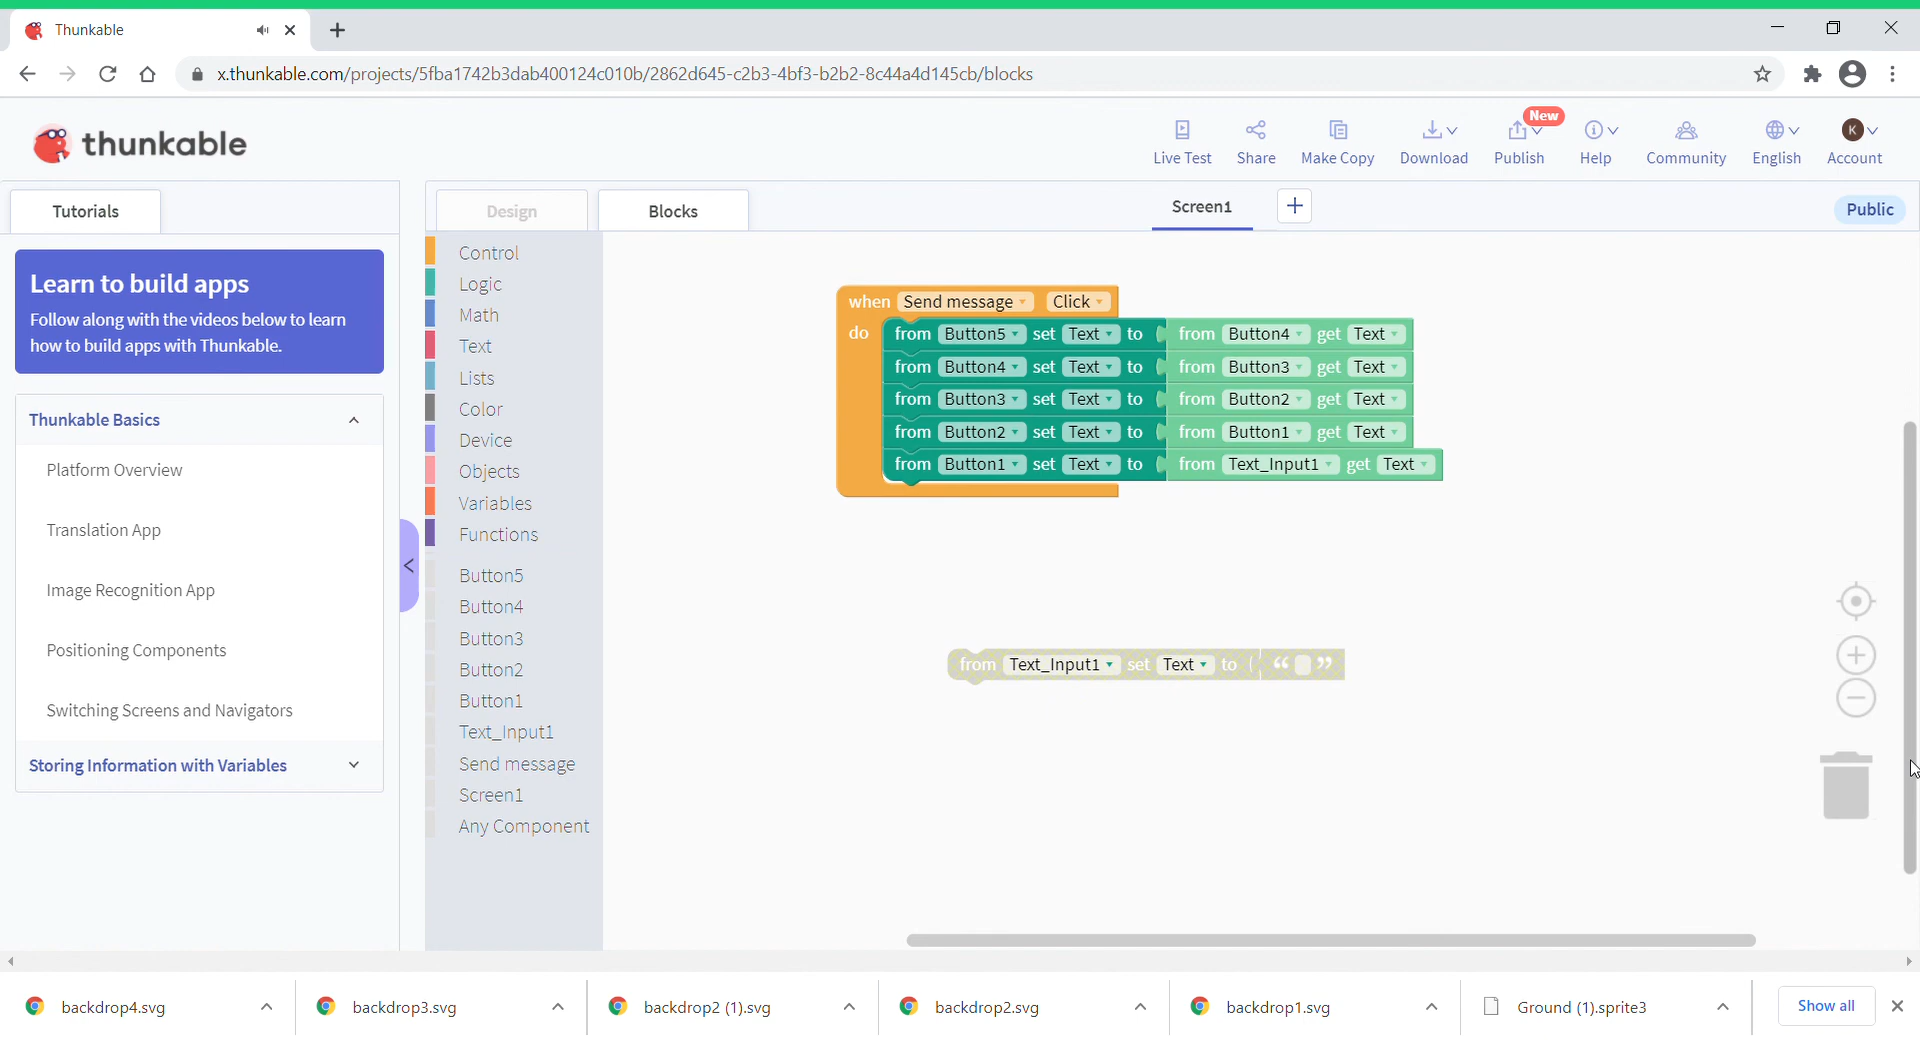 Thunkable
x.thunkable.com/projects/5fba1742b3dab400124c010b/2862d645-c2b3-4bf3-b2b2-8c44a4d145cb/blocks
thunkable
New
Live Test Share Make Copy Download Publish Help Community English K Account
Tutorials
Design Blocks Screen1 Public
Learn to build apps
Follow along with the videos below to learn
how to build apps with Thunkable.
Thunkable Basics
Platform Overview
Translation App
Image Recognition App
Positioning Components
Switching Screens and Navigators
Storing Information with Variables
Control
Logic
Math
Text
Lists
Color
Device
Objects
Variables
Functions
Button5
Button4
Button3
Button2
Button1
Text_Input1
Send message
Screen1
Any Component
when Send message Click
do from Button5 set Text to from Button4 get Text
from Button4 set Text to from Button3 get Text
from Button3 set Text to from Button2 get Text
from Button2 set Text to from Button1 get Text
from Button1 set Text to from Text_Input1 get Text
from Text_Input1 set Text to “ ”
backdrop4.svg backdrop3.svg backdrop2 (1).svg backdrop2.svg backdrop1.svg Ground (1).sprite3 Show all